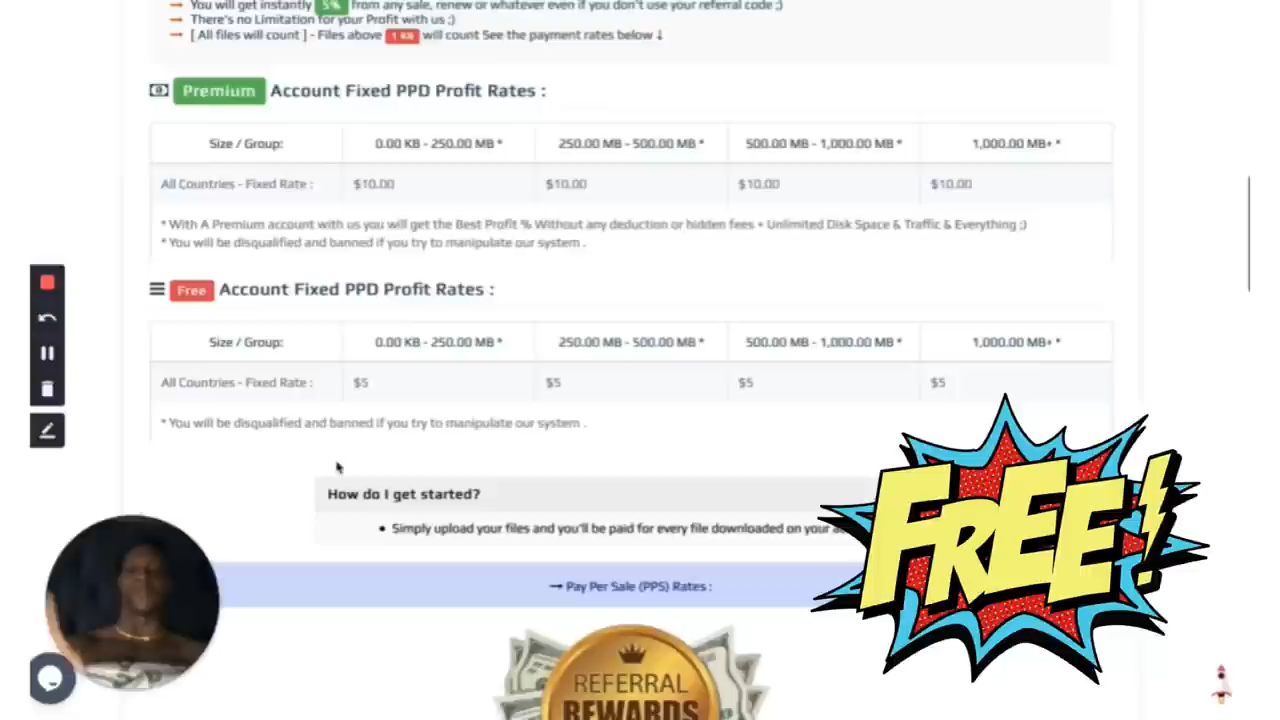 → You will get instantly 5% from any sale, renew or whatever even if you don't use your referral code ;)
→ There's no Limitation for your Profit with us ;)
→ [ All files will count ] - Files above 1 KB will count See the payment rates below ↓
Premium Account Fixed PPD Profit Rates :
Size / Group: 0.00 KB - 250.00 MB * 250.00 MB - 500.00 MB * 500.00 MB - 1,000.00 MB * 1,000.00 MB+ *
All Countries - Fixed Rate : $10.00 $10.00 $10.00 $10.00
* With A Premium account with us you will get the Best Profit % Without any deduction or hidden fees + Unlimited Disk Space & Traffic & Everything ;)
* You will be disqualified and banned if you try to manipulate our system .
Free Account Fixed PPD Profit Rates :
Size / Group: 0.00 KB - 250.00 MB * 250.00 MB - 500.00 MB * 500.00 MB - 1,000.00 MB * 1,000.00 MB+ *
All Countries - Fixed Rate : $5 $5 $5 $5
* You will be disqualified and banned if you try to manipulate our system .
How do I get started?
• Simply upload your files and you'll be paid for every file downloaded on your
FREE!
→ Pay Per Sale (PPS) Rates :
REFERRAL
REWARDS